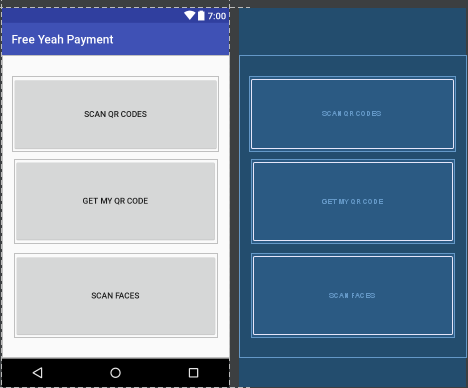 7:00
Free Yeah Payment
SCAN QR CODES
SCAN QR CODES
GET MY QR CODE
GET MY QR CODE
SCAN FACES
SCAN FACES